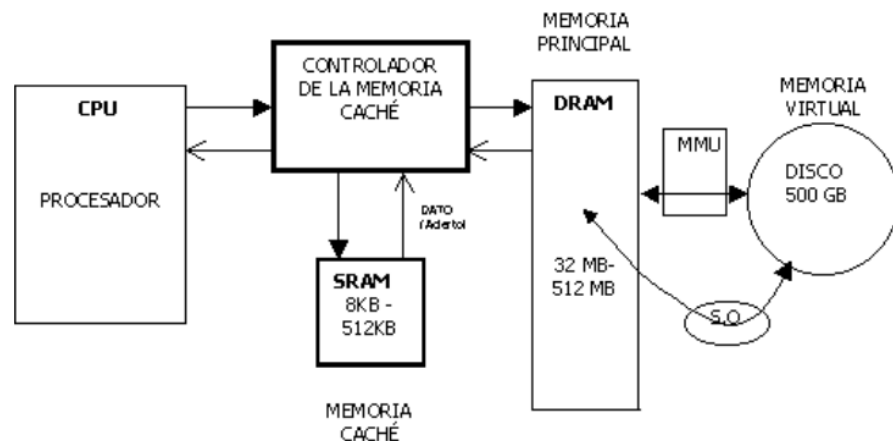 CPU
PROCESADOR
CONTROLADOR
DE LA MEMORIA
CACHÉ
DATO
(Acierto)
SRAM
8KB -
512KB
MEMORIA
CACHÉ
MEMORIA
PRINCIPAL
DRAM
32 MB-
512 MB
MMU
S.O
MEMORIA
VIRTUAL
DISCO
500 GB